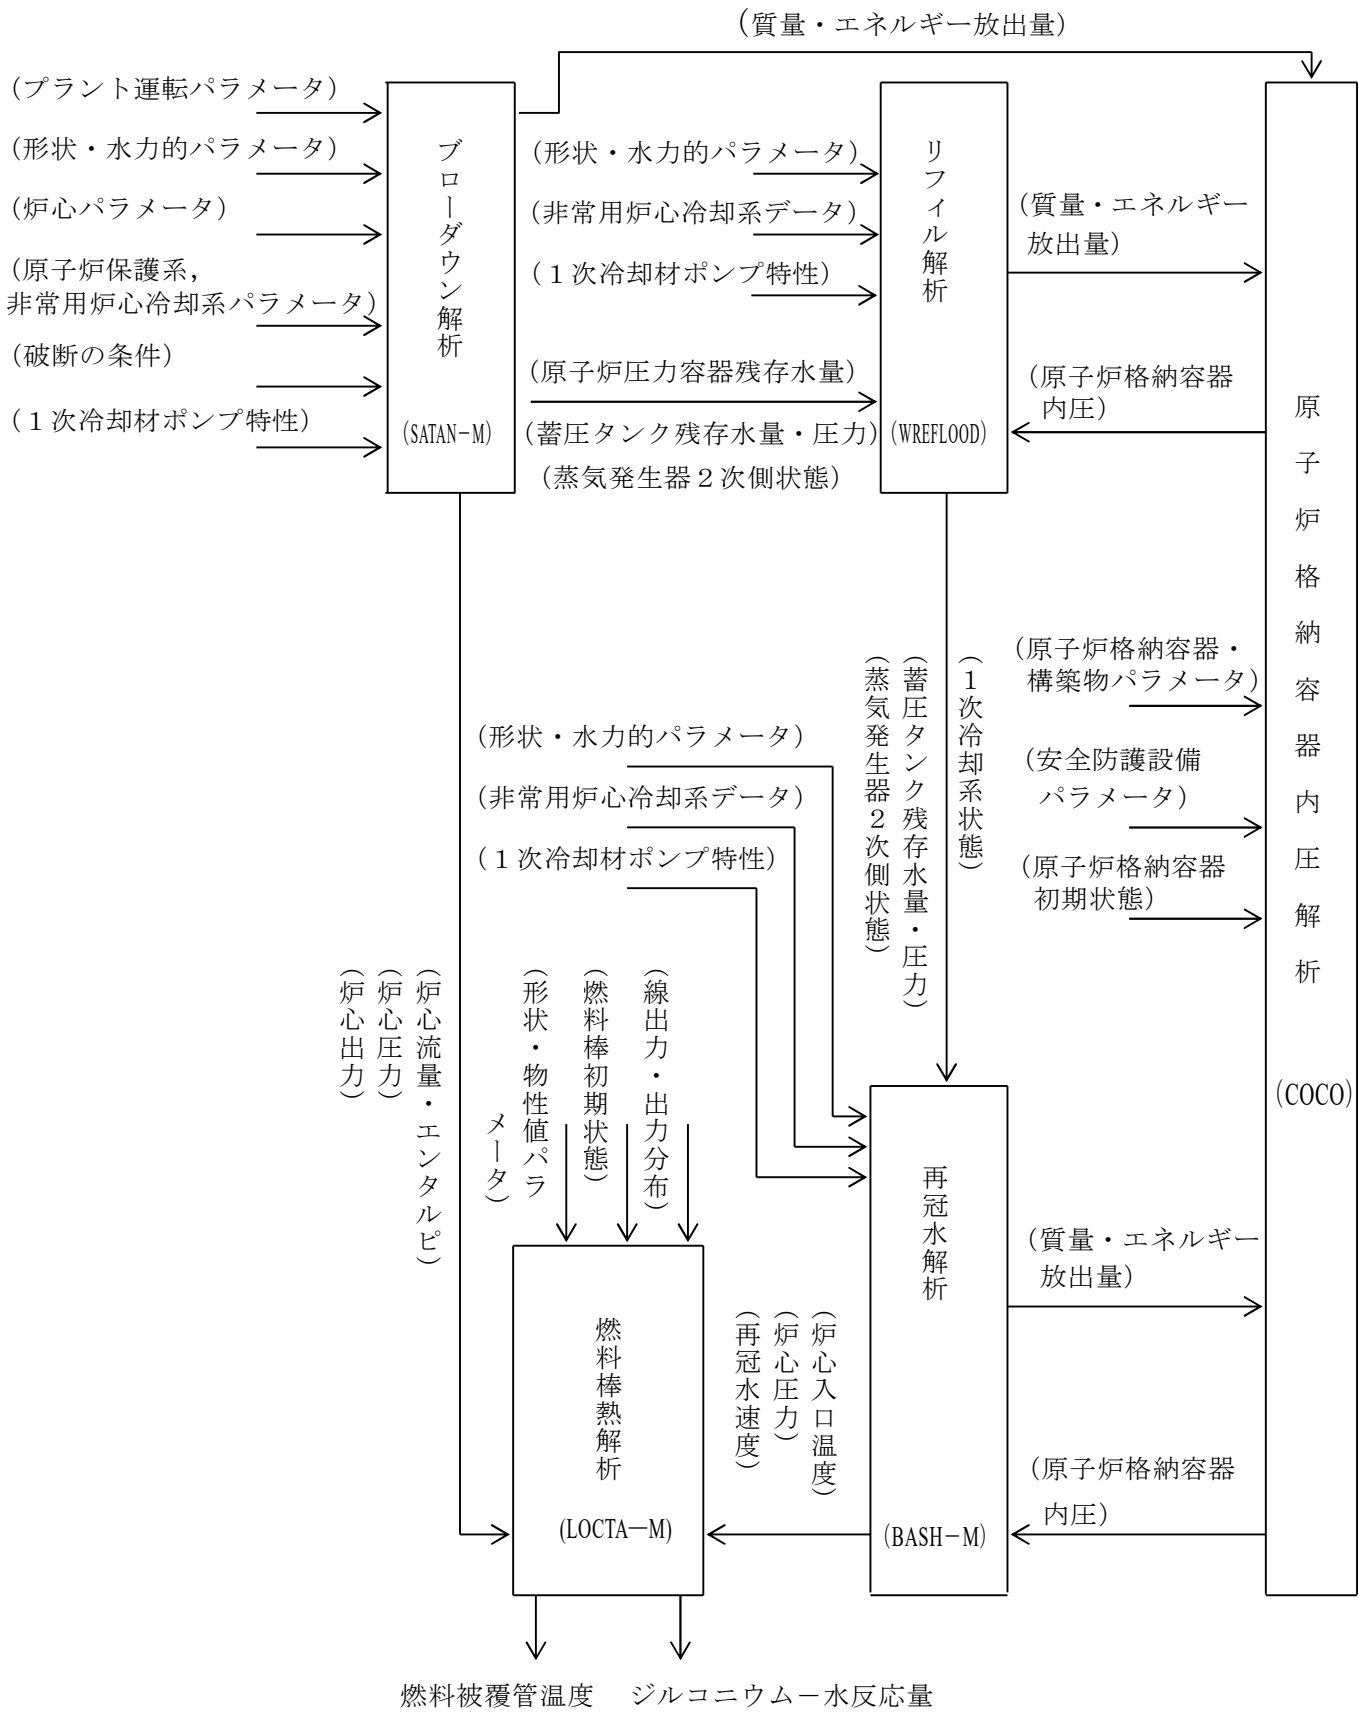 (質量・エネルギー放出量)
(プラント運転パラメータ)
(形状・水力的パラメータ)
(炉心パラメータ)
(原子炉保護系,
非常用炉心冷却系パラメータ)
(破断の条件)
(１次冷却材ポンプ特性)
ブローダウン解析
(SATAN−M)
(形状・水力的パラメータ)
(非常用炉心冷却系データ)
(１次冷却材ポンプ特性)
(原子炉圧力容器残存水量)
(蓄圧タンク残存水量・圧力)
(蒸気発生器２次側状態)
リフィル解析
(WREFLOOD)
(質量・エネルギー
放出量)
(原子炉格納容器
内圧)
原子炉格納容器内圧解析
(COCO)
(原子炉格納容器・
構築物パラメータ)
(安全防護設備
パラメータ)
(原子炉格納容器
初期状態)
(１次冷却系状態)
(蓄圧タンク残存水量・圧力)
(蒸気発生器２次側状態)
(形状・水力的パラメータ)
(非常用炉心冷却系データ)
(１次冷却材ポンプ特性)
(線出力・出力分布)
(燃料棒初期状態)
(形状・物性値パラ
メータ)
(炉心流量・エンタルピ)
(炉心圧力)
(炉心出力)
再冠水解析
(BASH−M)
(質量・エネルギー
放出量)
(原子炉格納容器
内圧)
(炉心入口温度)
(炉心圧力)
(再冠水速度)
燃料棒熱解析
(LOCTA―M)
燃料被覆管温度
ジルコニウム−水反応量